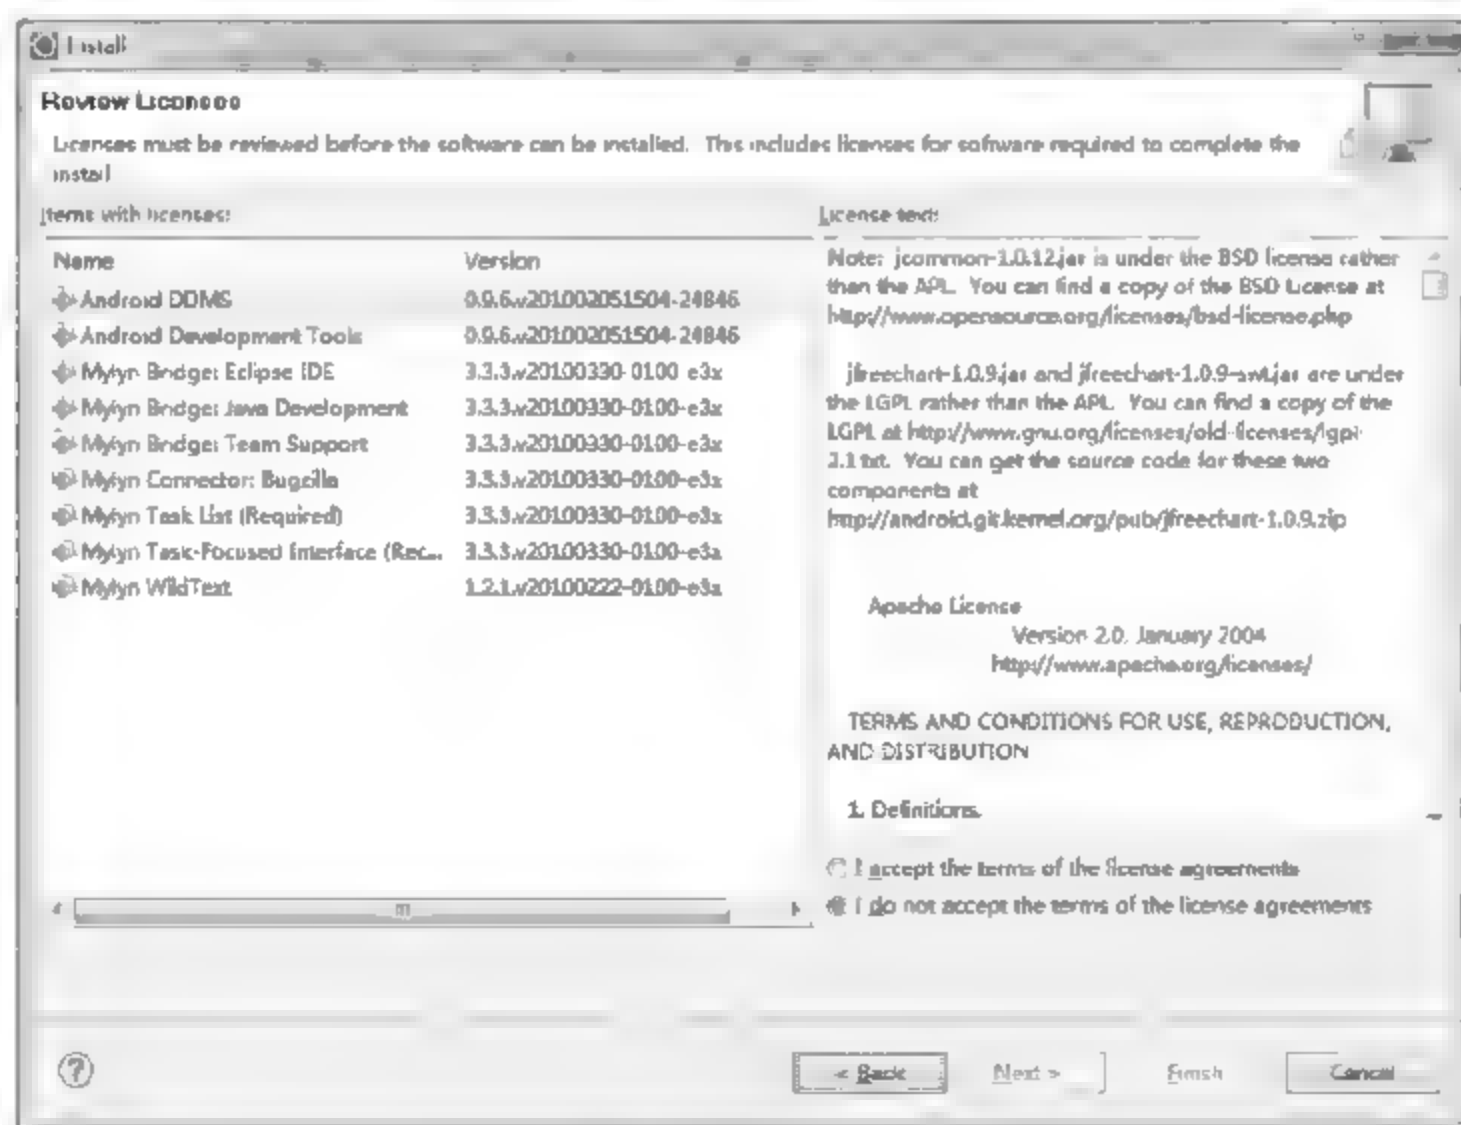 Install
Review Licenses
Licenses must be reviewed before the software can be installed.  This includes licenses for software required to complete the
install
Items with licenses:
Name Version
Android DDMS 0.9.6.v201002051504-24846
Android Development Tools 0.9.6.v201002051504-24846
Mylyn Bridge: Eclipse IDE 3.3.3.v20100330-0100-e3x
Mylyn Bridge: Java Development 3.3.3.v20100330-0100-e3x
Mylyn Bridge: Team Support 3.3.3.v20100330-0100-e3x
Mylyn Connector: Bugzilla 3.3.3.v20100330-0100-e3x
Mylyn Task List (Required) 3.3.3.v20100330-0100-e3x
Mylyn Task-Focused Interface (Rec... 3.3.3.v20100330-0100-e3x
Mylyn WikiText 1.2.1.v20100222-0100-e3x
License text:
Note:  jcommon-1.0.12.jar is under the BSD license rather
than the APL.  You can find a copy of the BSD License at
http://www.opensource.org/licenses/bsd-license.php
jfreechart-1.0.9.jar and jfreechart-1.0.9-swt.jar are under
the LGPL rather than the APL.  You can find a copy of the
LGPL at http://www.gnu.org/licenses/old-licenses/lgpl-
2.1.txt.  You can get the source code for these two
components at
http://android.git.kernel.org/pub/jfreechart-1.0.9.zip
Apache License
Version 2.0, January 2004
http://www.apache.org/licenses/
TERMS AND CONDITIONS FOR USE, REPRODUCTION,
AND DISTRIBUTION
1. Definitions.
I accept the terms of the license agreements
I do not accept the terms of the license agreements
< Back Next > Finish Cancel